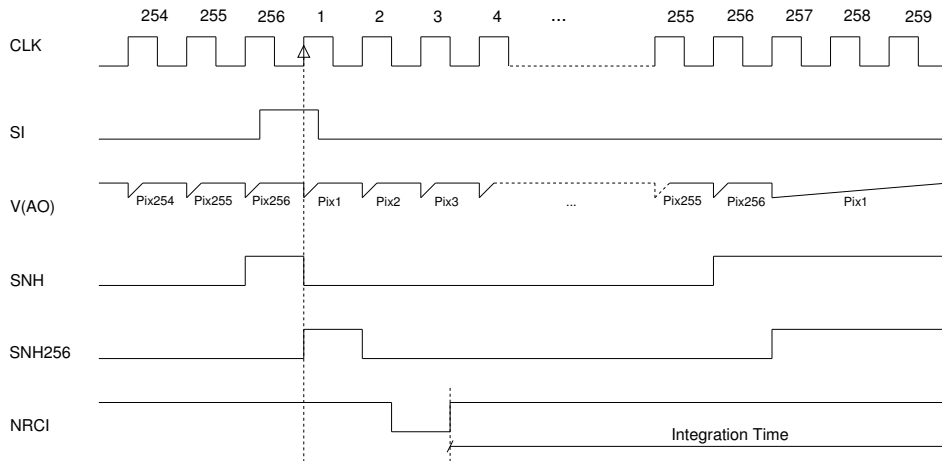 254 255 256 1 2 3 4 ... 255 256 257 258 259
CLK
SI
V(AO)
Pix254 Pix255 Pix256 Pix1 Pix2 Pix3 ... Pix255 Pix256 Pix1
SNH
SNH256
NRCI
Integration Time